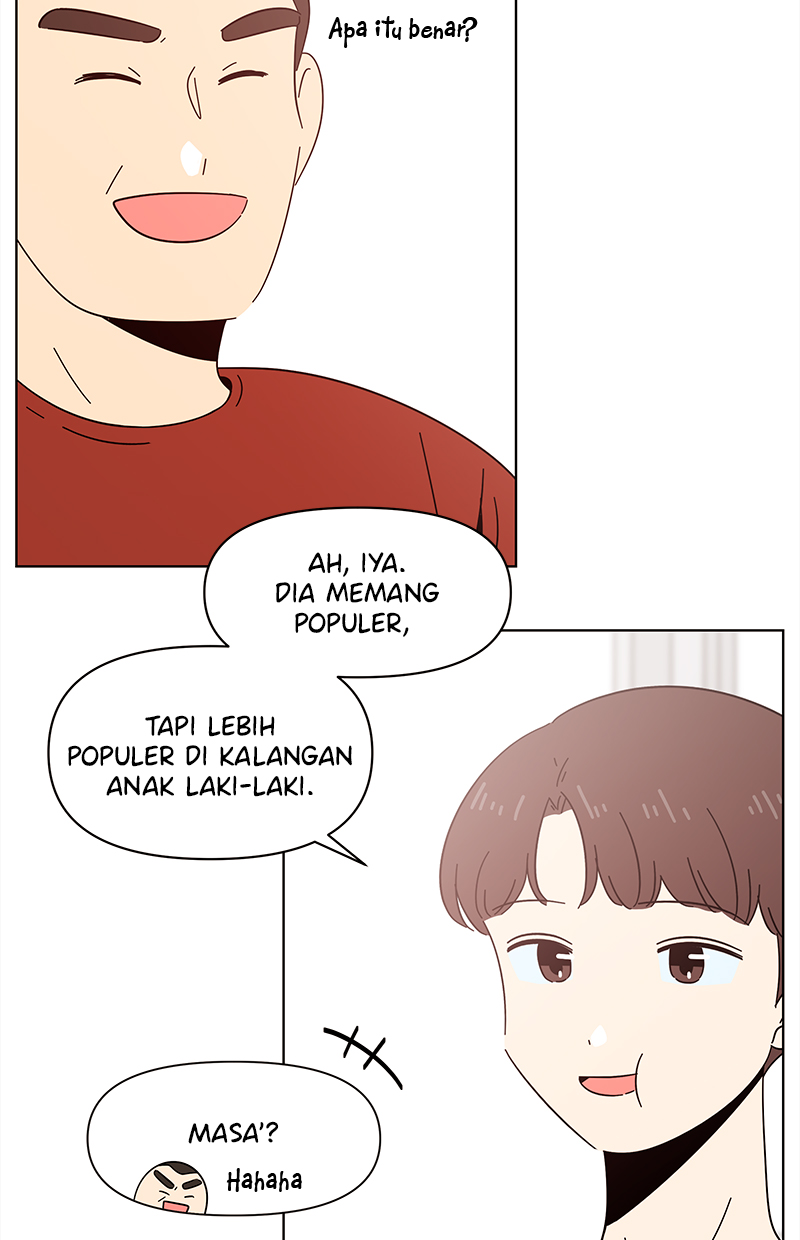 Apa itu benar?
AH, IYA.
DIA MEMANG
POPULER,
TAPI LEBIH
POPULER DI KALANGAN
ANAK LAKI-LAKI.
MASA'?
Hahaha